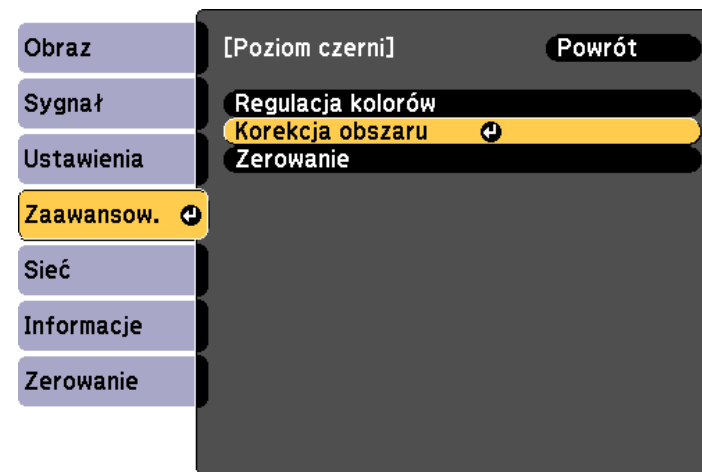 Obraz
Sygnał
Ustawienia
Zaawansow.
Sieć
Informacje
Zerowanie
[Poziom czerni]
Powrót
Regulacja kolorów
Korekcja obszaru
Zerowanie